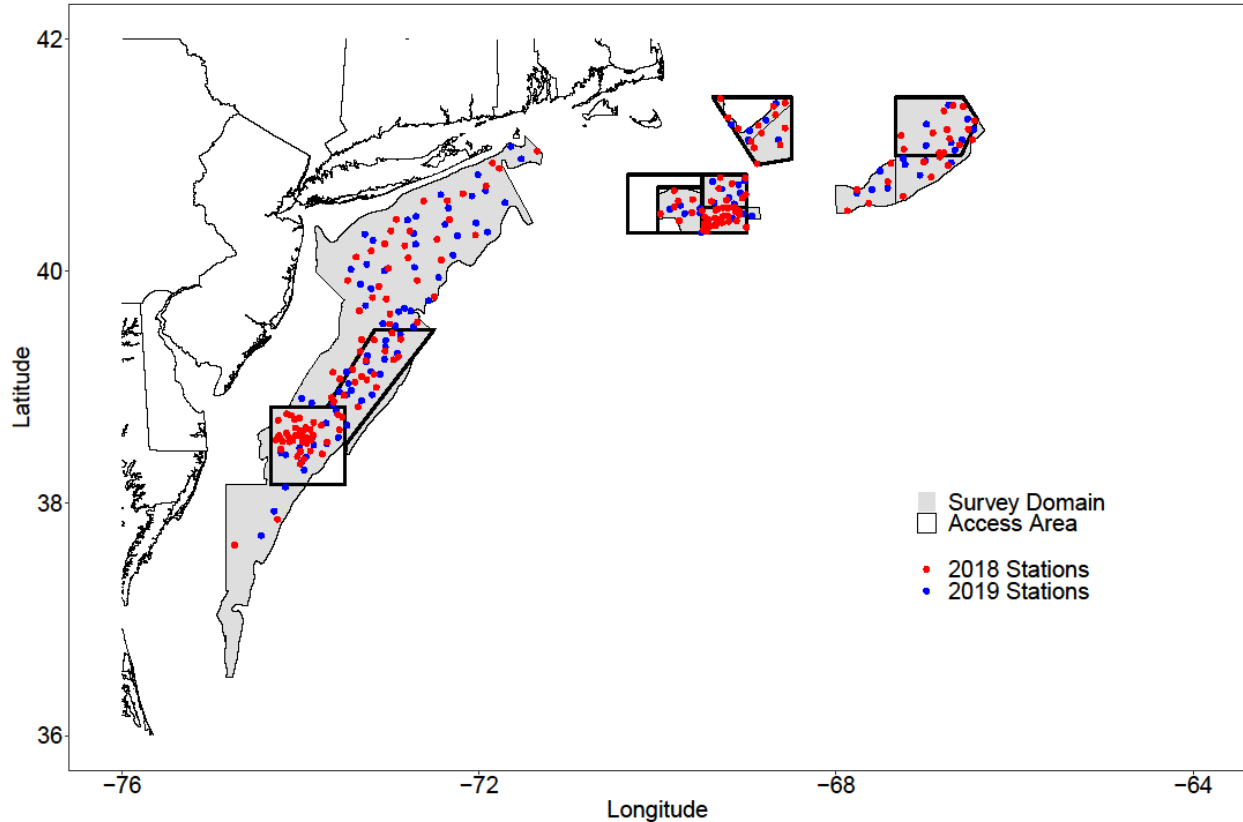 42
40
38
36
Latitude
Survey Domain
Access Area
2018 Stations
2019 Stations
−76
−72
−68
−64
Longitude